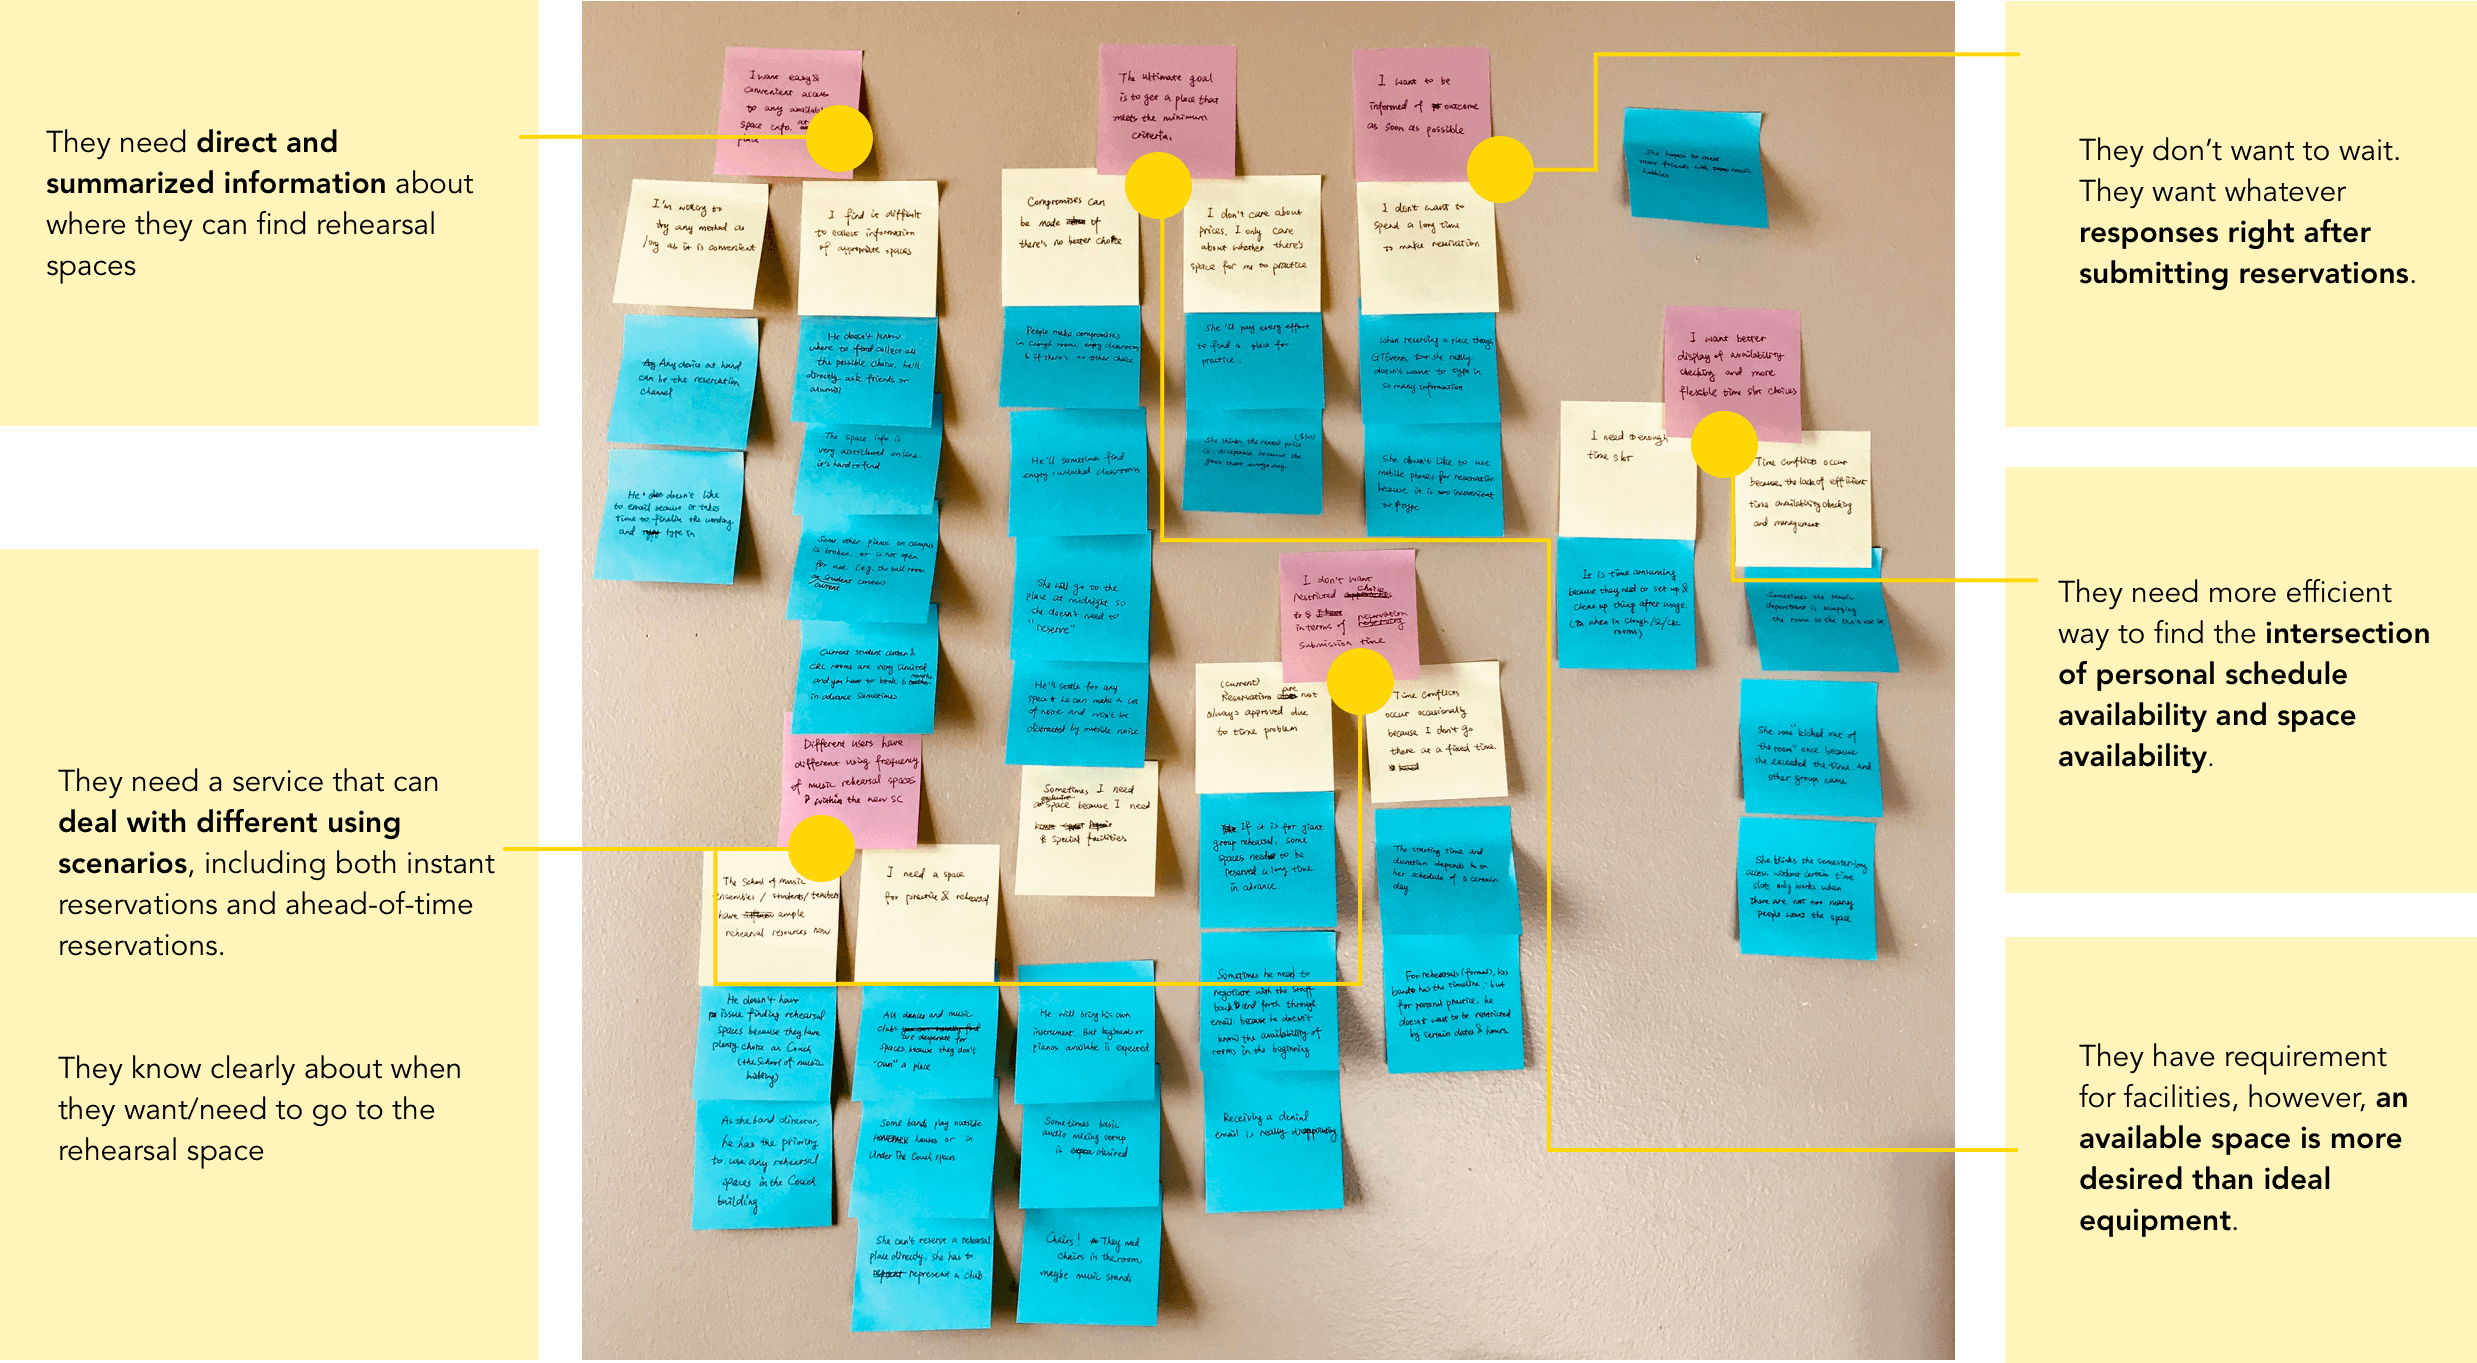 They need direct and
summarized information about
where they can find rehearsal
spaces
They need a service that can
deal with different using
scenarios, including both instant
reservations and ahead-of-time
reservations.
They know clearly about when
they want/need to go to the
rehearsal space
I want easy &
convenient access
to any available
space info.
place
I'm willing to
try any method as
long as it is convenient
Any device at hand
can be the reservation
channel
He doesn't like
to email because it takes
time to finalize the wording
and type in
I find it difficult
to collect information
of appropriate spaces
He doesn't know
where to collect all
the possible choice. he'll
directly ask friends or
alumni
The space info is
very distributed online.
it's hard to find
Some other pianos on campus
is broken. or is not open
for use. (e.g. the ball room
student center)
current
Current student center &
CRC rooms are very limited
and you have to book 6 months
in advance sometimes
Different users have
different using frequency
of music rehearsal spaces
& within the new SC
The School of music
ensembles / students / teachers
have ample
rehearsal resources now
He doesn't have
issue finding rehearsal
spaces because they have
plenty choice on Couch
(the School of music
building)
As the band director,
he has the priority
to use any rehearsal
spaces in the Couch
building
I need a space
for practice & rehearsal
All dances and music
clubs
are desperate for
spaces because they don't
"own" a place
Some bands play outside
houses or in
Under The Couch spaces
She can't reserve a rehearsal
place directly, she has to
represent a club
The ultimate goal
is to get a place that
meets the minimum
criteria.
Compromises can
be made if
there's no better choice
People make compromises
in Clough room empty classrooms
if there's no other choice
He'll sometimes find
empty, unlocked classrooms
She will go to the
place at midnight so
she doesn't need to
"reserve"
He'll settle for any
space he can make a lot
of noise and won't be
distracted by outside noise
Sometimes I need
exclusive
space because I need
& special facilities
He will bring his own
instrument. But keyboards or
pianos available is expected
Sometimes basic
audio mixing setup
is desired
Chairs! They need
chairs in the room,
maybe music stands
I don't care about
prices. I only care
about whether there's
space for me to practice
She'll pay every effort
to find a place for
practice.
She thinks the rental price ($30)
is acceptable because she
goes there everyday.
I want to be
informed of outcome
as soon as possible
I don't want to
spend a long time
to make reservation
When reserving a place though
GTEvents. she really
doesn't want to type in
so many information
She doesn't like to use
mobile phones for reservation
because it is inconvenient
to type
I don't want
restricted choice
in terms of reservation
submission time
(current)
Reservations are not
always approved due
to time problem
If it is for giant
group rehearsal, some
spaces need to be
reserved a long time
in advance.
Sometimes he need to
negotiate with the staff
back and forth through
email because he doesn't
know the availability of
rooms in the beginning
Receiving a denial
email is really disappointing
Time conflicts
occur occasionally
because I don't go
there at a fixed time.
The starting time and
duration depends on
her schedule of a certain
day
For rehearsals (formal), his
band has the timeline; but
for personal practice, he
doesn't want to be restricted
by certain dates & hours.
She hopes to meet
more friends with music
hobbies
I want better
display of availability
checking and more
flexible time slot choices
I need enough
time slot
It is time consuming
because they need to set up &
clean up thing after usage.
(when in Clough/SC/CRC
rooms)
Time conflicts occur
because the lack of efficient
time availability checking
and management
Sometimes the Music
department is occupying
the room so she can't use it
She was "kicked out of
the room" once because
she exceeded the time. and
other groups came
She thinks the semester-long
access without certain time
slot only works when
there are not too many
people want the space
They don’t want to wait.
They want whatever
responses right after
submitting reservations.
They need more efficient
way to find the intersection
of personal schedule
availability and space
availability.
They have requirement
for facilities, however, an
available space is more
desired than ideal
equipment.